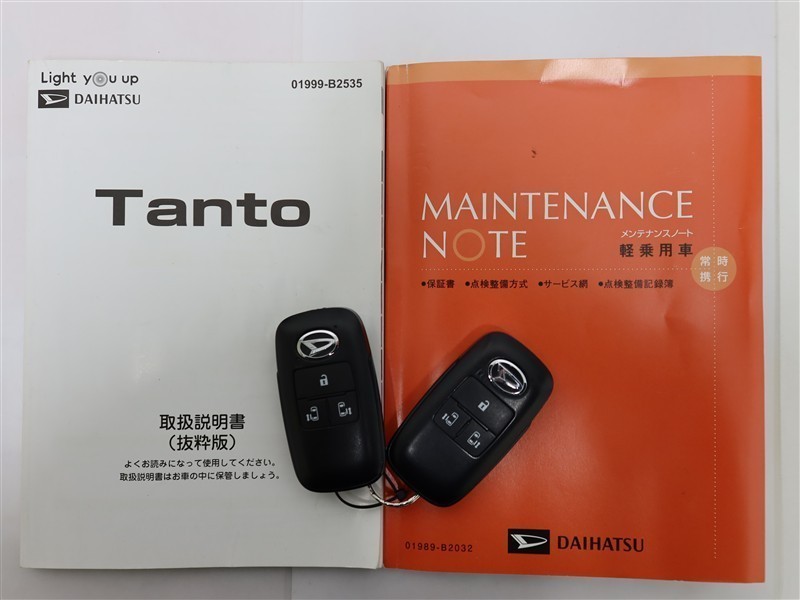 Light you up
DAIHATSU
01999-B2535
Tanto
取扱説明書
（抜粋版）
よくお読みになって使用してください。
取扱説明書はお車の中に保管しましょう。
MAINTENANCE
NOTE
メンテナンスノート
軽乗用車
常時
携行
●保証書 ●点検整備方式 ●サービス網 ●点検整備記録簿
01989-B2032
DAIHATSU